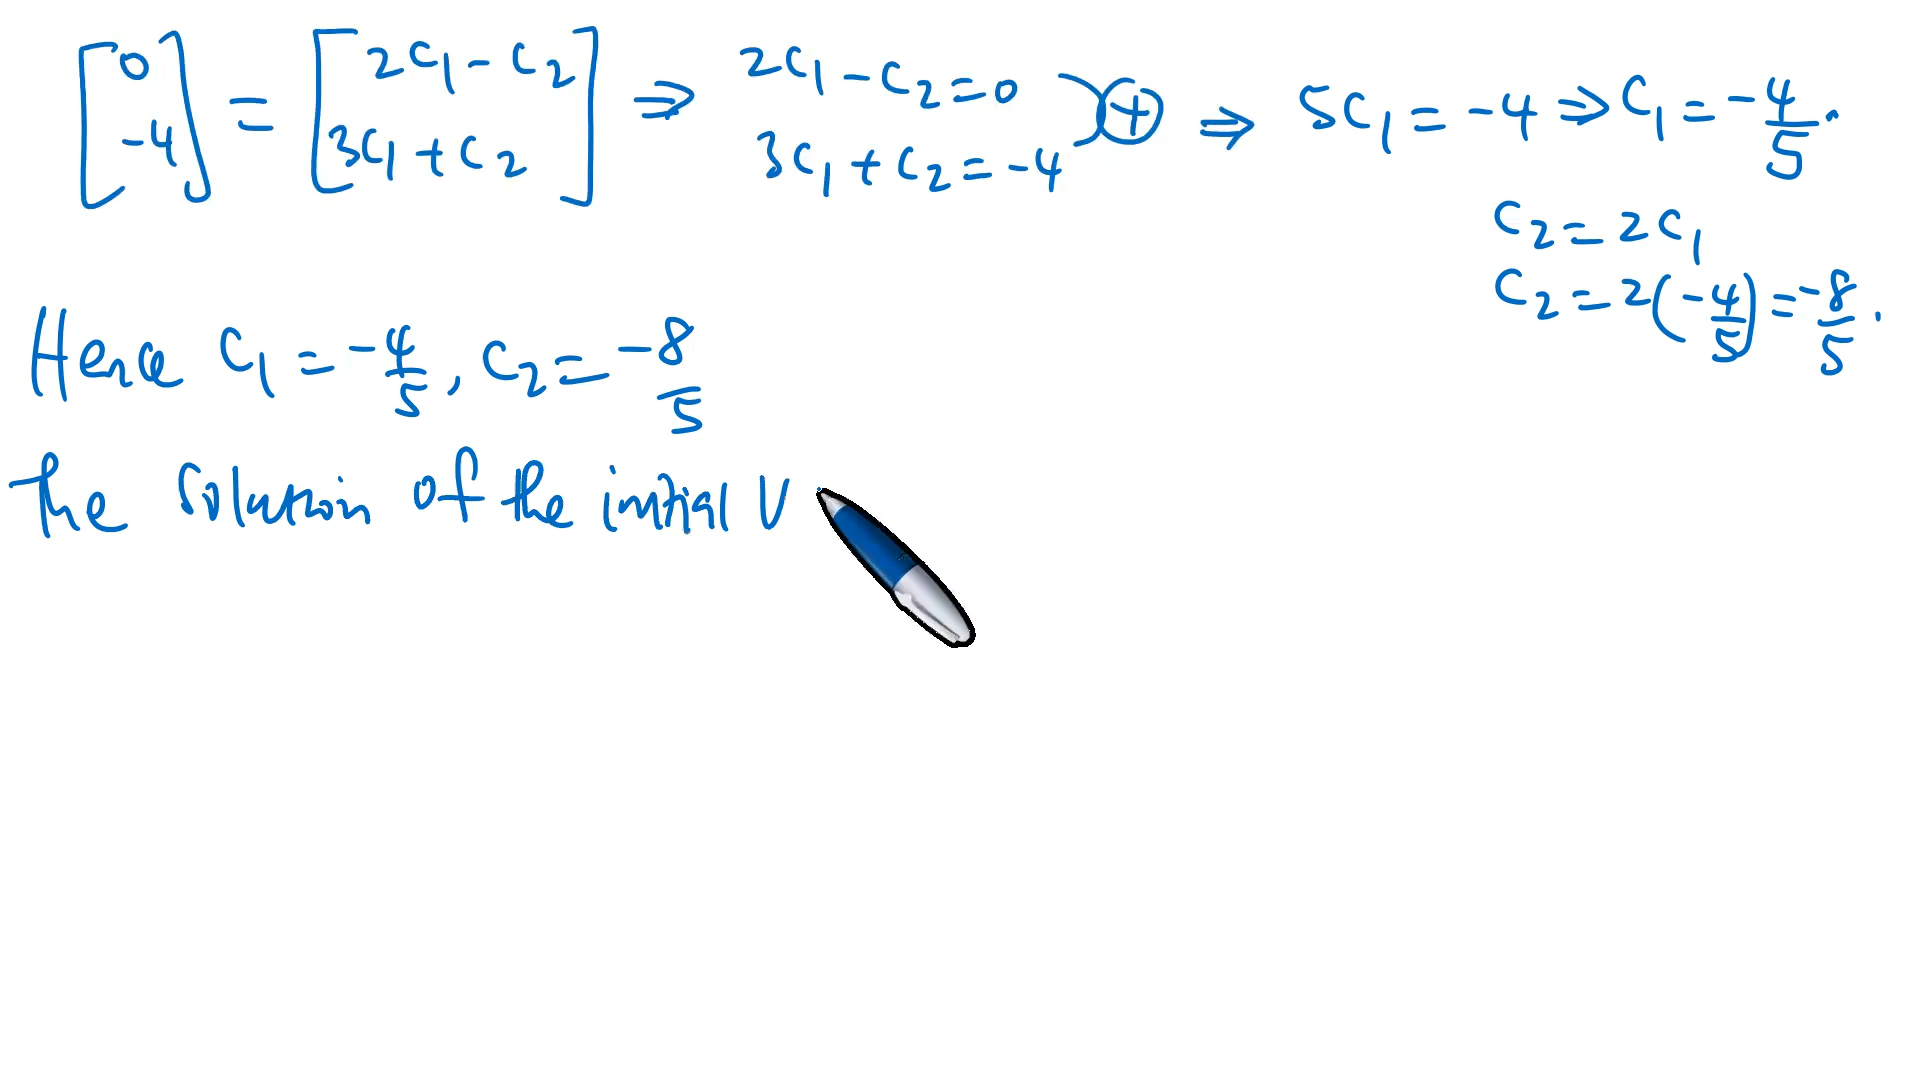 [0 -4] = [2C₁ - C₂ 3C₁ + C₂] ⇒ 2C₁ - C₂ = 0 3C₁ + C₂ = -4 ) ⊕ ⇒ 5C₁ = -4 ⇒ C₁ = -4/5.
C₂ = 2C₁
C₂ = 2(-4/5) = -8/5.
Hence C₁ = -4/5, C₂ = -8/5
The solution of the initial V